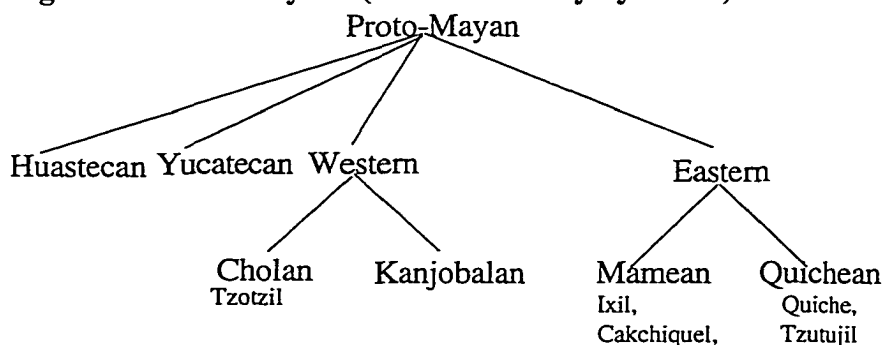 Proto-Mayan
Huastecan Yucatecan Western Eastern
Cholan Kanjobalan Mamean Quichean
Tzotzil Ixil, Quiche,
Cakchiquel, Tzutujil